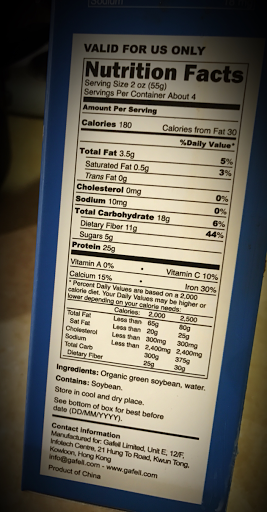 Sodium
VALID FOR US ONLY
Nutrition Facts
Serving Size 2 oz (55g)
Servings Per Container About 4
Amount Per Serving
Calories 180 Calories from Fat 30
%Daily Value*
Total Fat 3.5g 5%
Saturated Fat 0.5g 3%
Trans Fat 0g
Cholesterol 0mg 0%
Sodium 10mg 0%
Total Carbohydrate 18g 6%
Dietary Fiber 11g 44%
Sugars 5g
Protein 25g
Vitamin A 0% • Vitamin C 10%
Calcium 15% • Iron 30%
* Percent Daily Values are based on a 2,000
calorie diet. Your Daily Values may be higher or
lower depending on your calorie needs:
Calories: 2,000 2,500
Total Fat Less than 65g 80g
Sat Fat Less than 20g 25g
Cholesterol Less than 300mg 300mg
Sodium Less than 2,400mg 2,400mg
Total Carb 300g 375g
Dietary Fiber 25g 30g
Ingredients: Organic green soybean, water.
Contains: Soybean.
Store in cool and dry place.
See bottom of box for best before
date (DD/MM/YYYY).
Contact information
Manufactured for: Gafell Limited, Unit E, 12/F,
Infotech Centre, 21 Hung To Road, Kwun Tong,
Kowloon, Hong Kong
info@gafell.com - www.gafell.com
Product of China